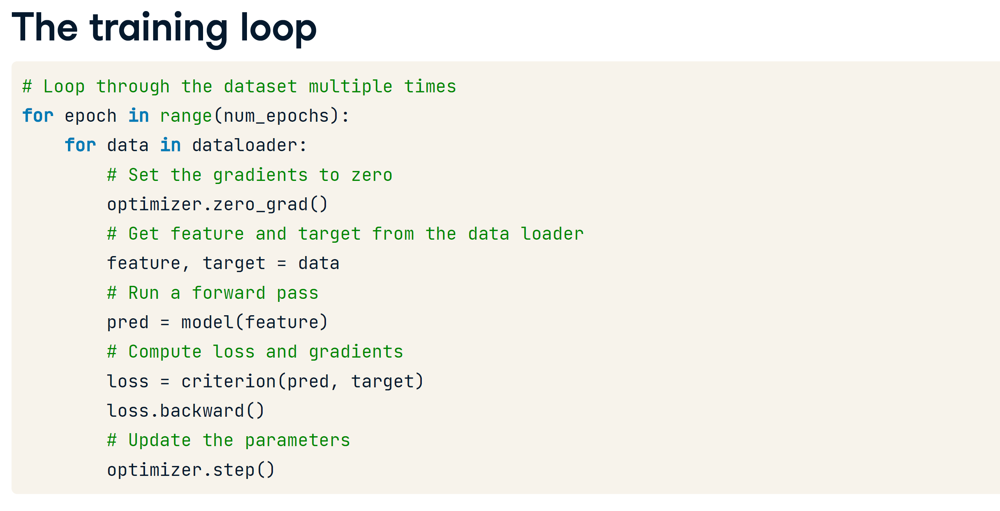 The training loop
# Loop through the dataset multiple times
for epoch in range(num_epochs):
    for data in dataloader:
        # Set the gradients to zero
        optimizer.zero_grad()
        # Get feature and target from the data loader
        feature, target = data
        # Run a forward pass
        pred = model(feature)
        # Compute loss and gradients
        loss = criterion(pred, target)
        loss.backward()
        # Update the parameters
        optimizer.step()